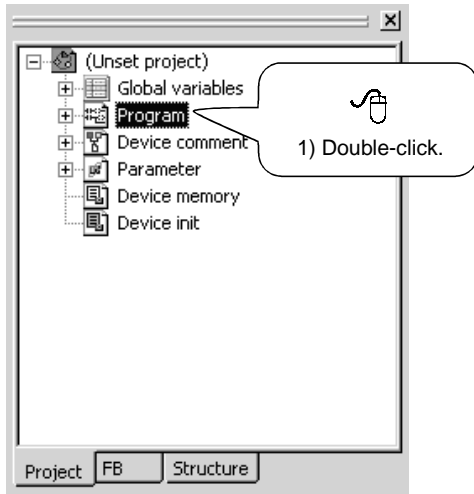 (Unset project)
Global variables
Program
Device comment
Parameter
Device memory
Device init
1) Double-click.
Project FB Structure